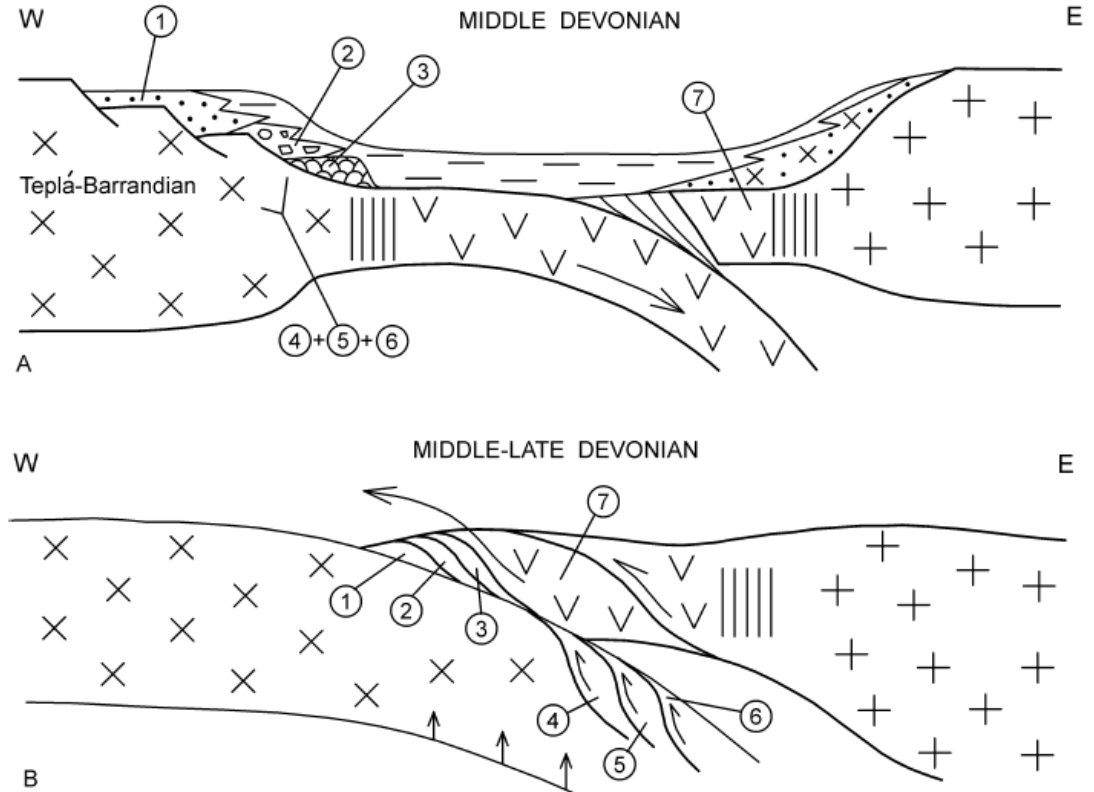 W
MIDDLE DEVONIAN
E
1
2
3
7
Teplá-Barrandian
4+5+6
A
MIDDLE-LATE DEVONIAN
W
E
7
1
2
3
4
6
5
B